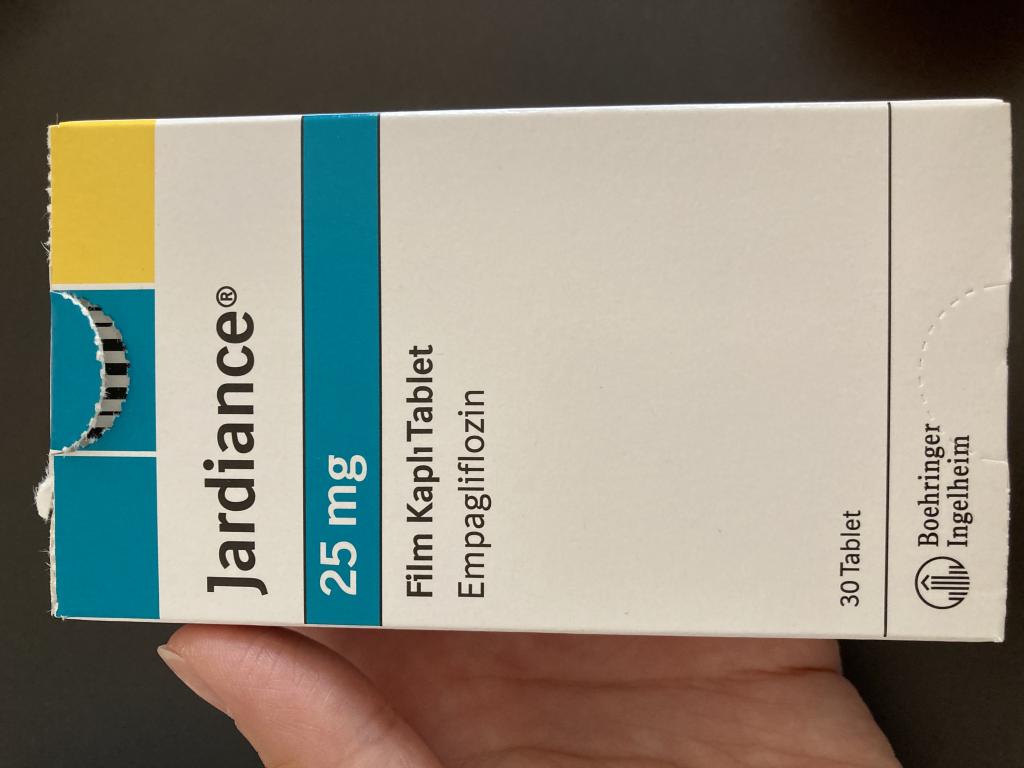 Jardiance®
25 mg
Film Kaplı Tablet
Empagliflozin
30 Tablet
Boehringer
Ingelheim